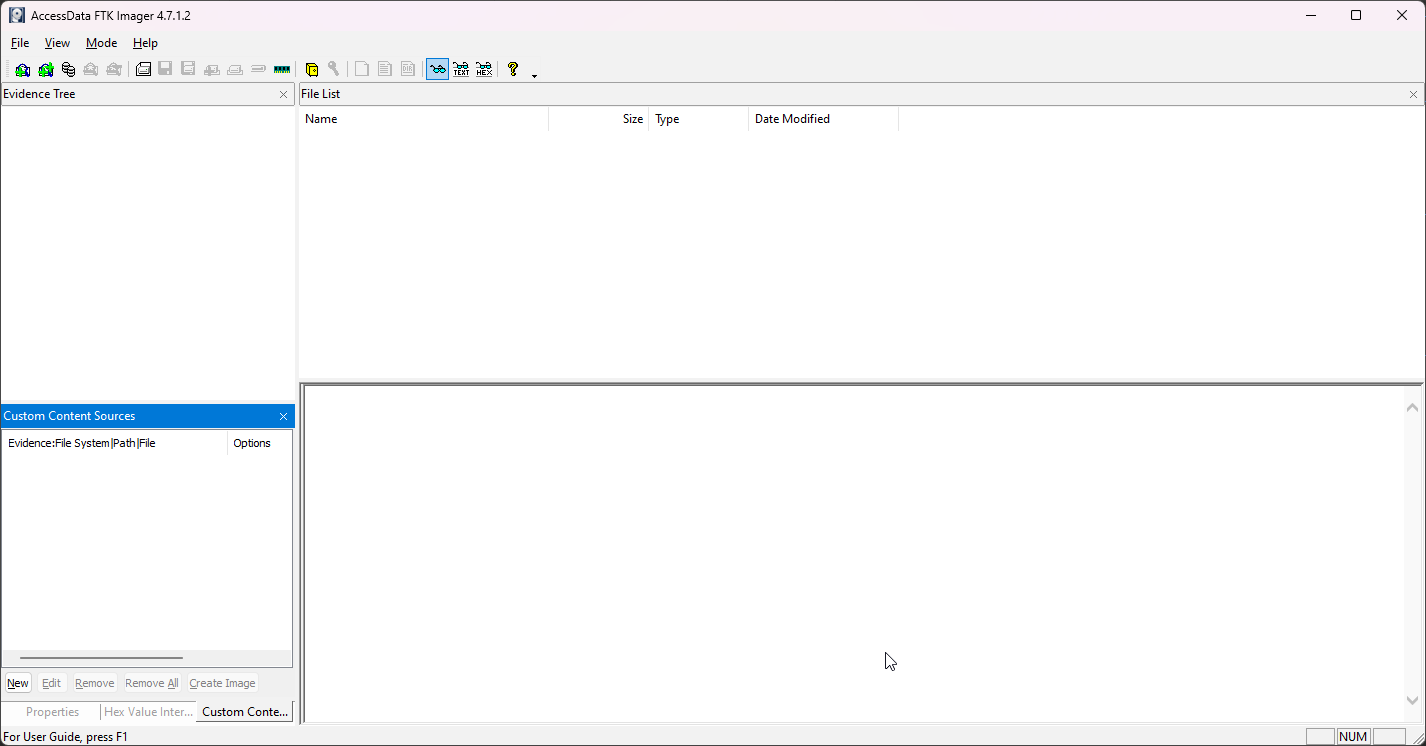 AccessData FTK Imager 4.7.1.2
File View Mode Help
TEXT HEX ?
Evidence Tree
File List
Name Size Type Date Modified
Custom Content Sources
Evidence:File System|Path|File Options
New Edit Remove Remove All Create Image
Properties Hex Value Inter... Custom Conte...
For User Guide, press F1
NUM